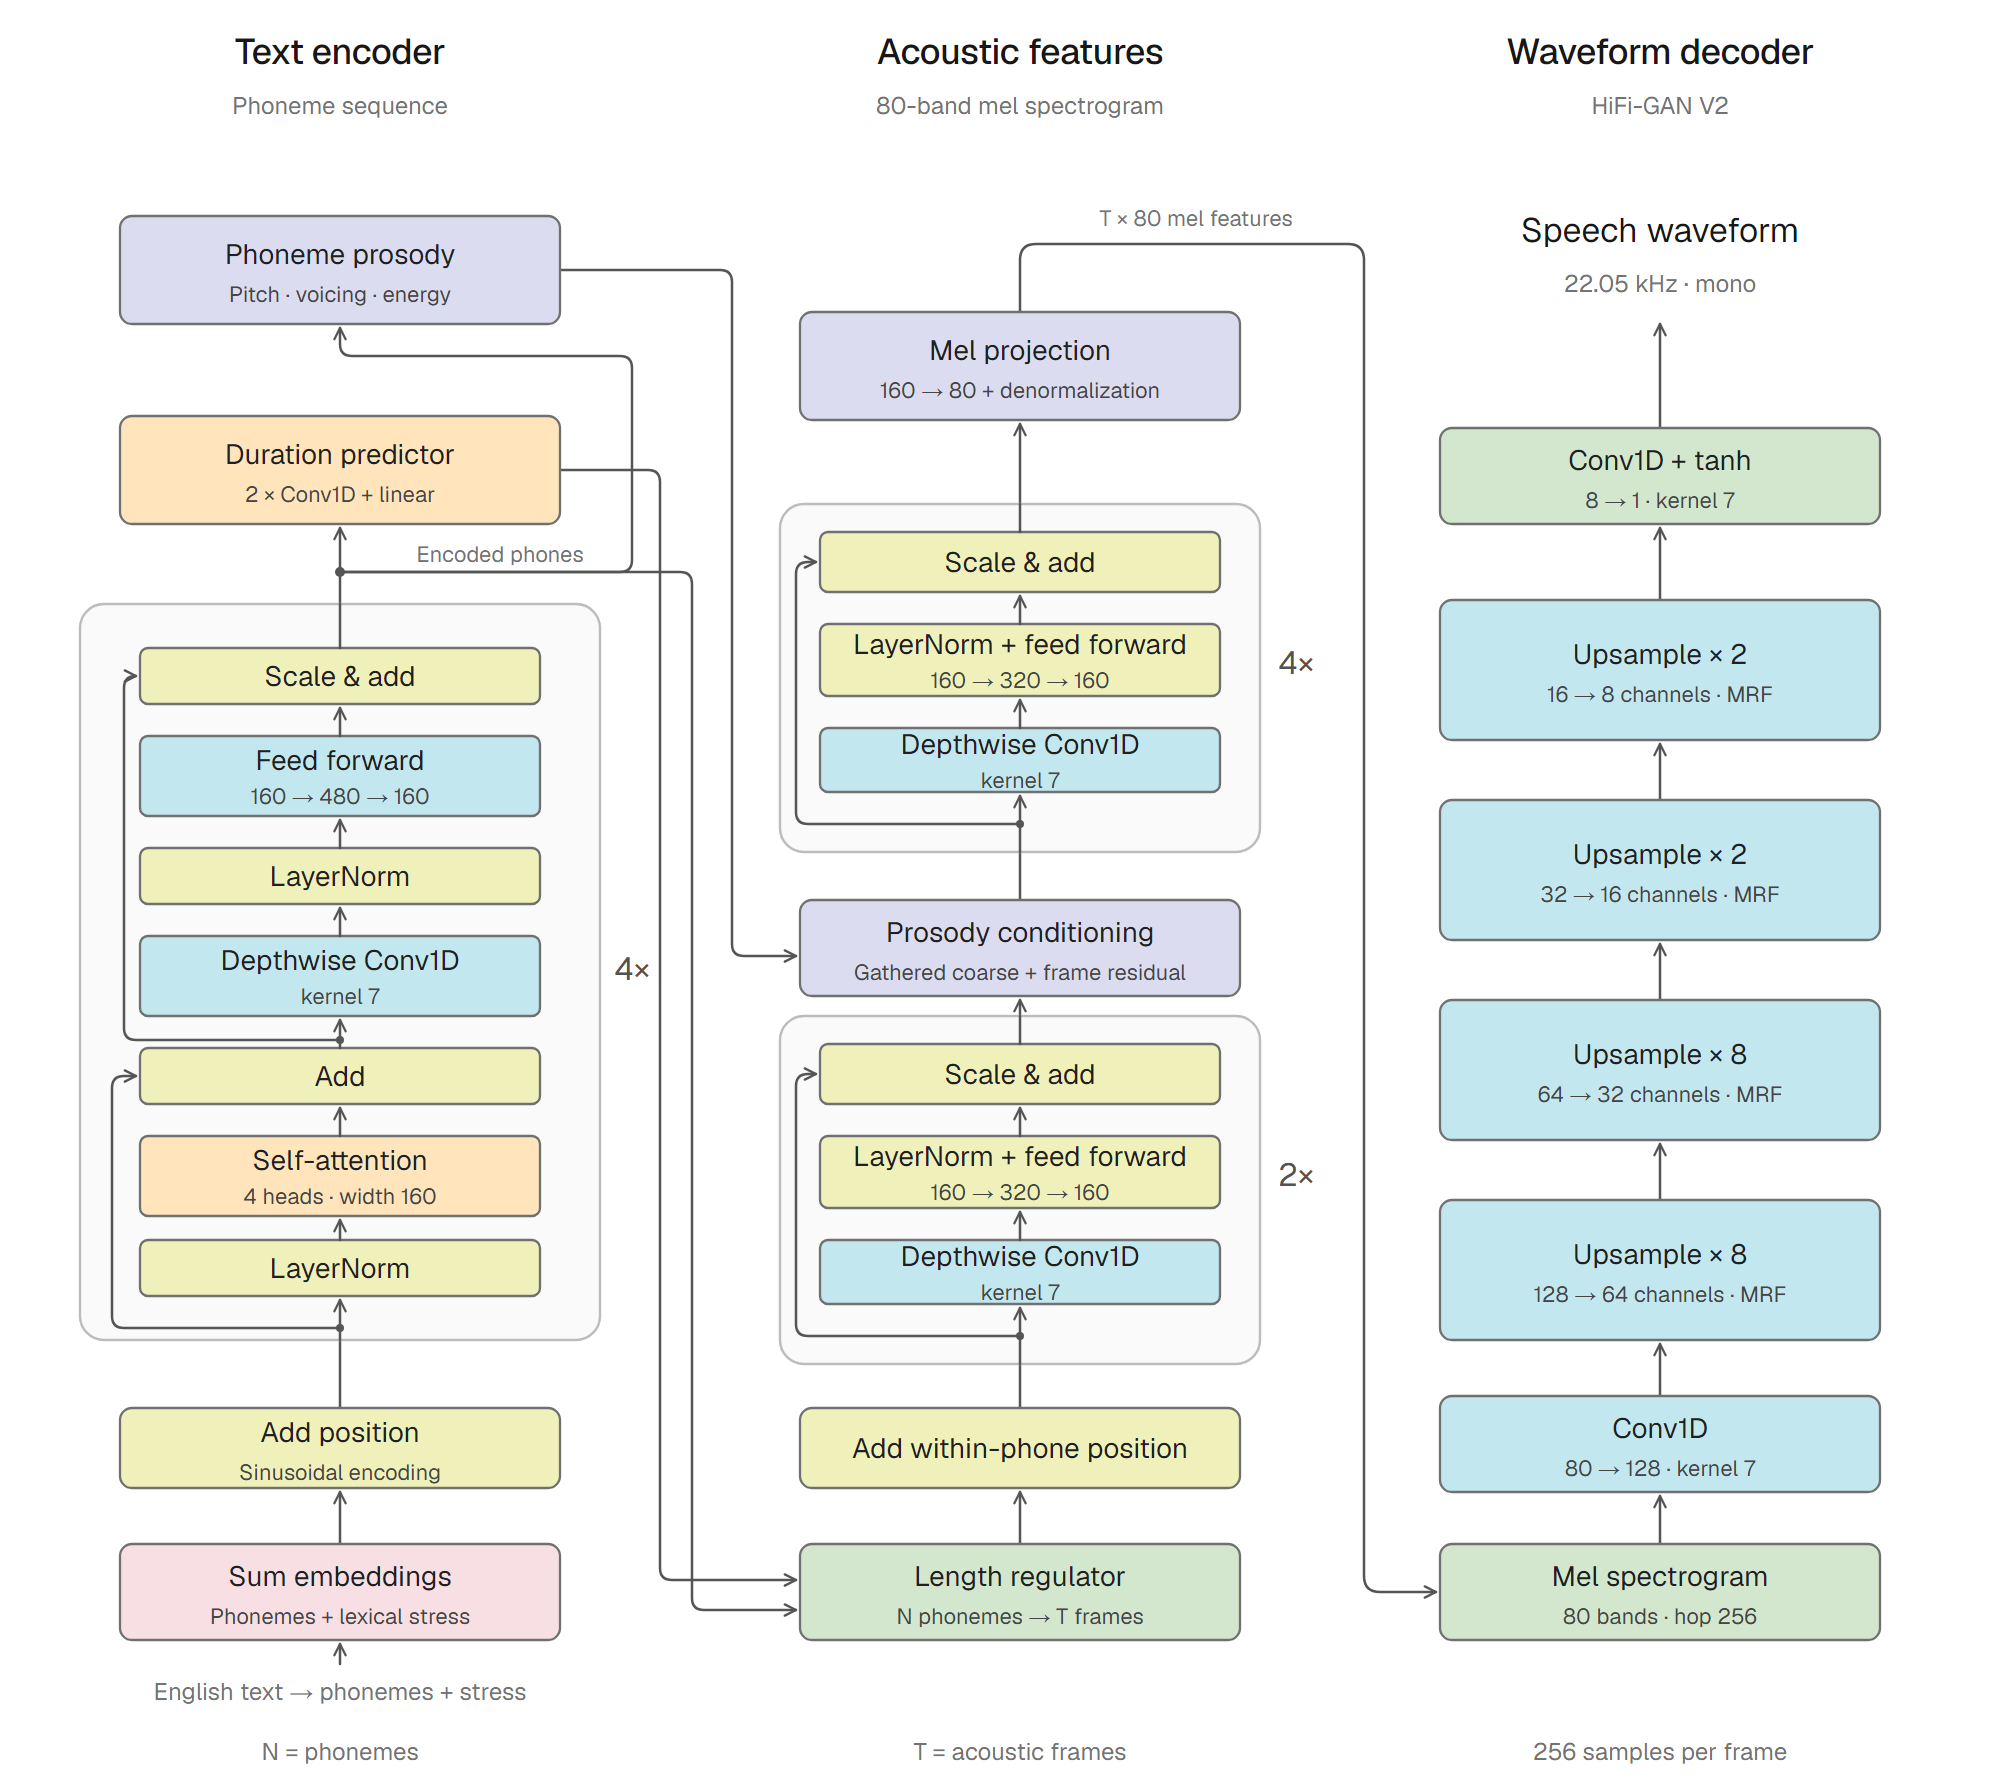 Text encoder
Phoneme sequence
Phoneme prosody
Pitch · voicing · energy
Duration predictor
2 × Conv1D + linear
Encoded phones
Scale & add
Feed forward
160 → 480 → 160
LayerNorm
Depthwise Conv1D
kernel 7
4×
Add
Self-attention
4 heads · width 160
LayerNorm
Add position
Sinusoidal encoding
Sum embeddings
Phonemes + lexical stress
English text → phonemes + stress
N = phonemes
Acoustic features
80-band mel spectrogram
T × 80 mel features
Mel projection
160 → 80 + denormalization
Scale & add
LayerNorm + feed forward
160 → 320 → 160
4×
Depthwise Conv1D
kernel 7
Prosody conditioning
Gathered coarse + frame residual
Scale & add
LayerNorm + feed forward
160 → 320 → 160
2×
Depthwise Conv1D
kernel 7
Add within-phone position
Length regulator
N phonemes → T frames
T = acoustic frames
Waveform decoder
HiFi-GAN V2
Speech waveform
22.05 kHz · mono
Conv1D + tanh
8 → 1 · kernel 7
Upsample × 2
16 → 8 channels · MRF
Upsample × 2
32 → 16 channels · MRF
Upsample × 8
64 → 32 channels · MRF
Upsample × 8
128 → 64 channels · MRF
Conv1D
80 → 128 · kernel 7
Mel spectrogram
80 bands · hop 256
256 samples per frame